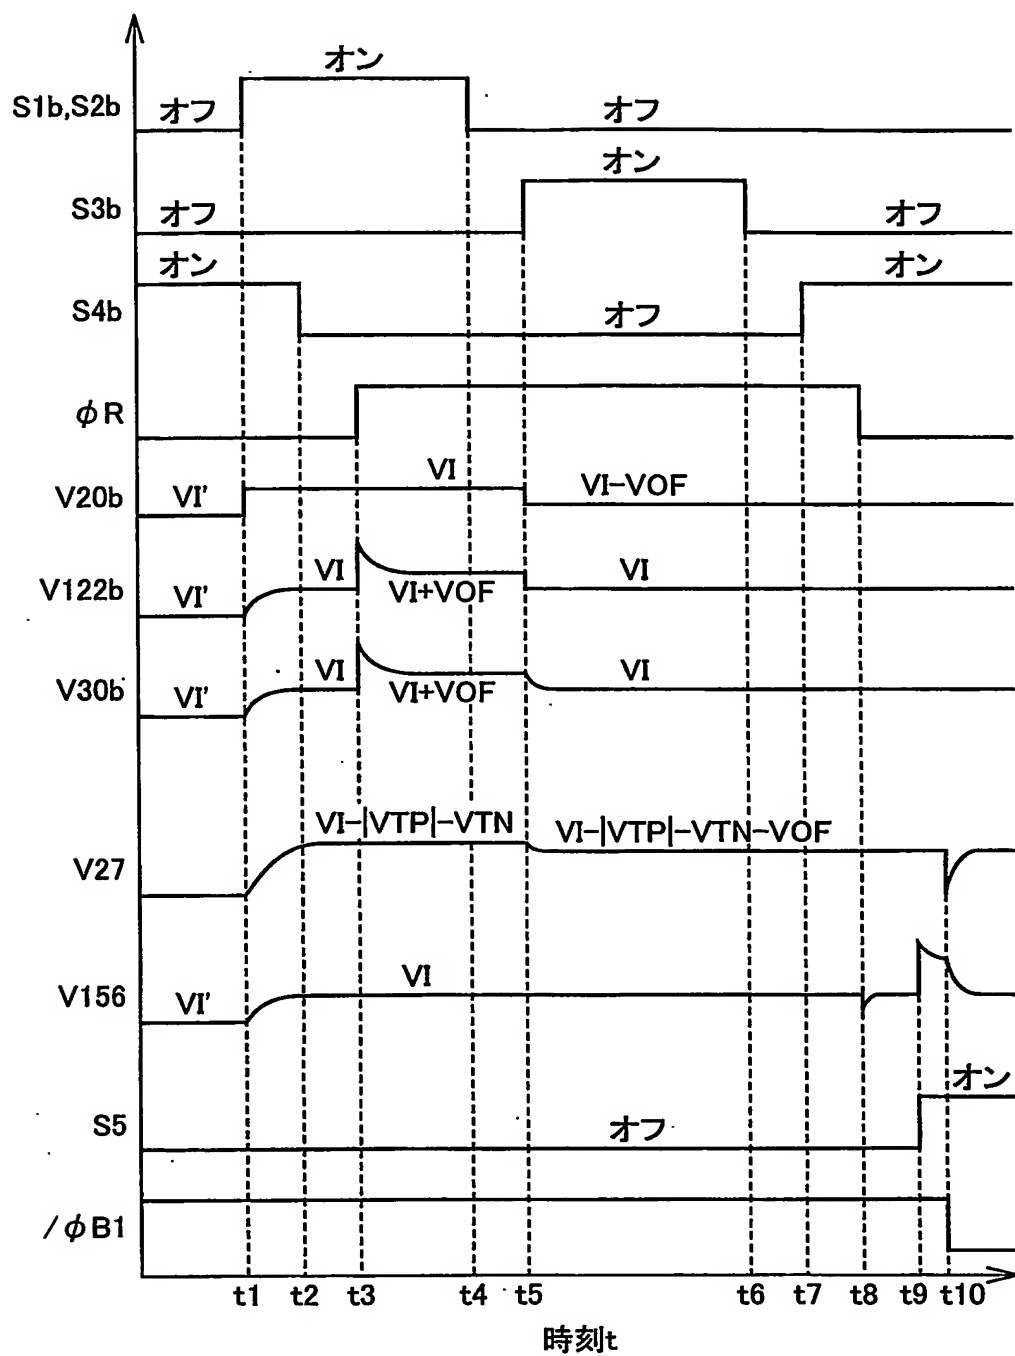 オン
S1b,S2b
オフ
オフ
オン
S3b
オフ
オフ
オン
オン
S4b
オフ
φR
VI
V20b
VI'
VI-VOF
VI
VI
V122b
VI'
VI+VOF
VI
VI
V30b
VI'
VI+VOF
VI-|VTP|-VTN
VI-|VTP|-VTN-VOF
V27
VI
V156
VI'
オン
S5
オフ
/φB1
t1 t2 t3 t4 t5 t6 t7 t8 t9 t10
時刻t